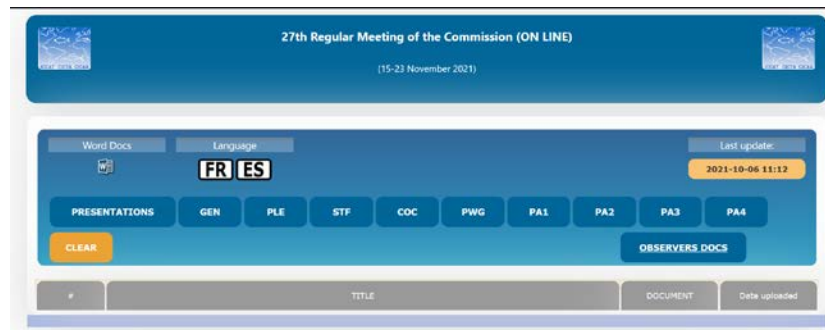 27th Regular Meeting of the Commission (ON LINE)
(15-23 November 2021)
Word Docs Language Last update:
FR ES 2021-10-06 11:12
PRESENTATIONS GEN PLE STF COC PWG PA1 PA2 PA3 PA4
CLEAR OBSERVERS DOCS
# TITLE DOCUMENT Date uploaded